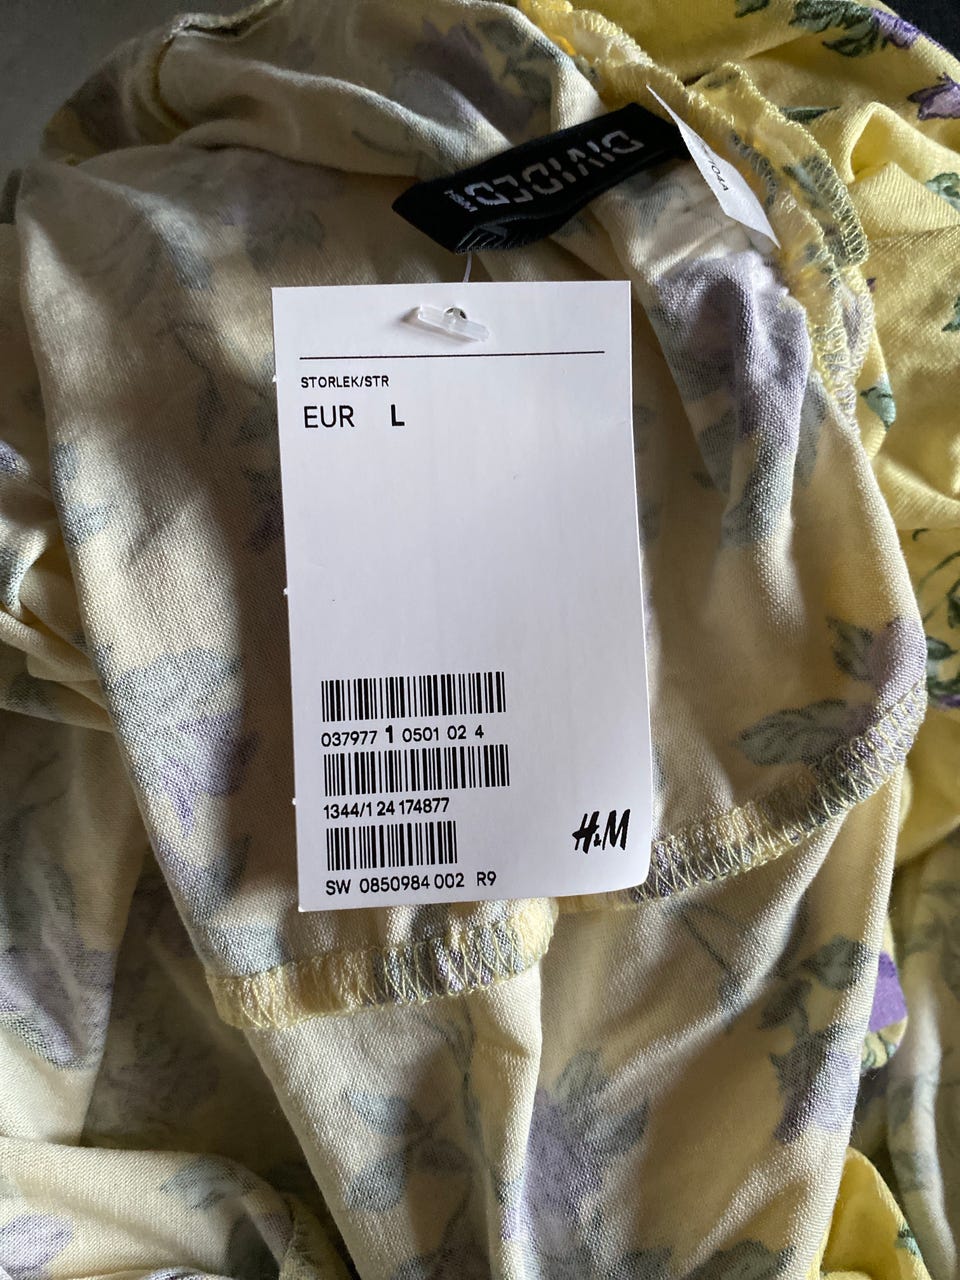 DIVIDED
STORLEK/STR
EUR L
037977 1 0501 02 4
1344/1 24 174877
H&M
SW 0850984 002 R9